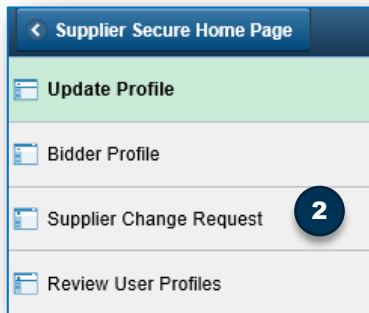 Supplier Secure Home Page
Update Profile
Bidder Profile
Supplier Change Request 2
Review User Profiles